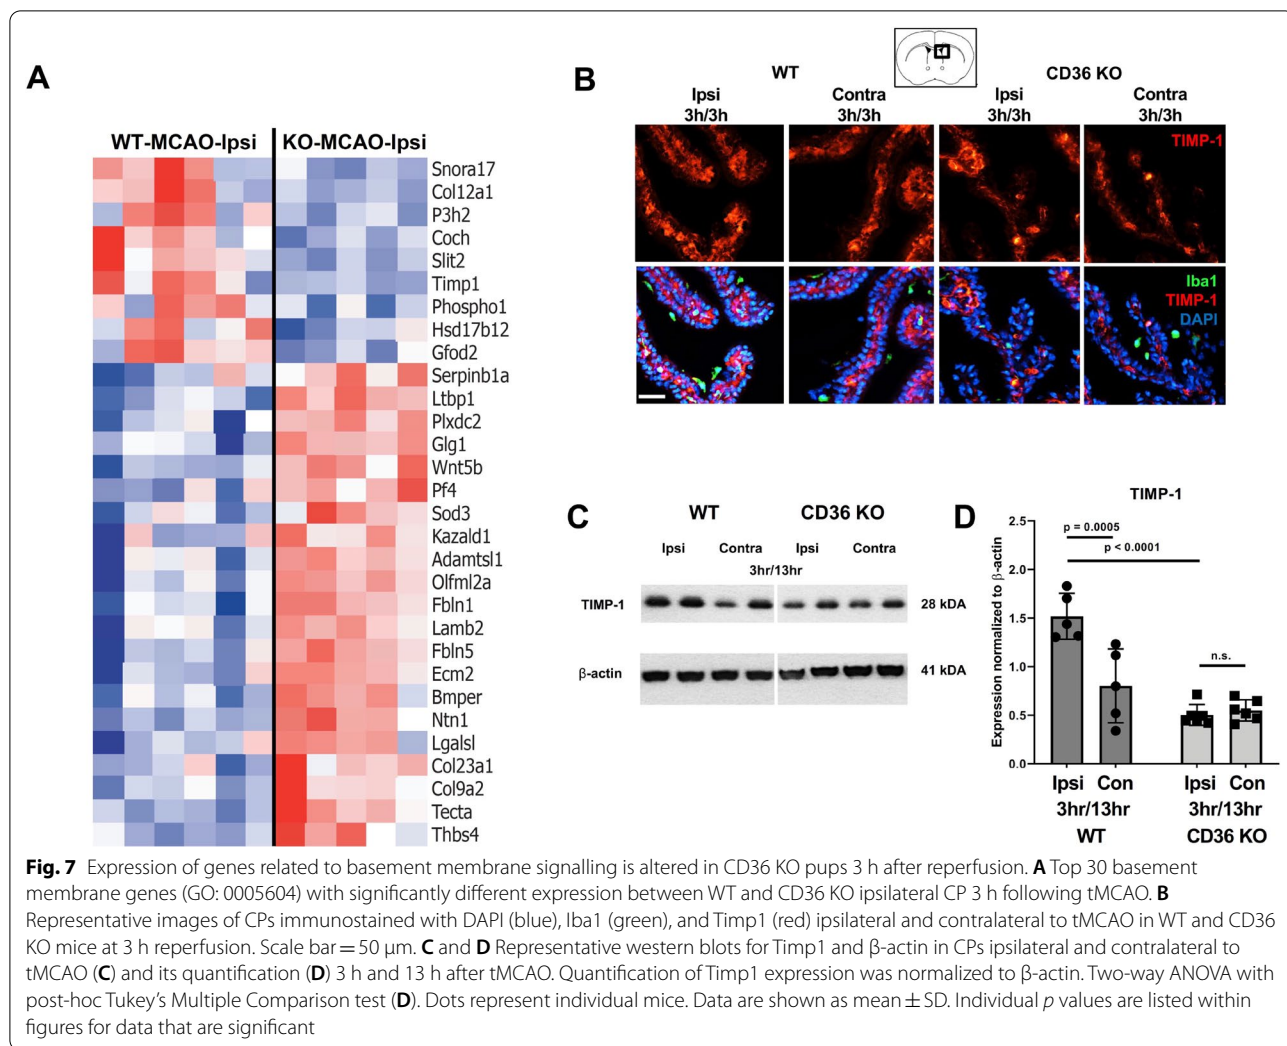 A
WT-MCAO-Ipsi KO-MCAO-Ipsi
Snora17
Col12a1
P3h2
Coch
Slit2
Timp1
Phospho1
Hsd17b12
Gfod2
Serpinb1a
Ltbp1
Plxdc2
Glg1
Wnt5b
Pf4
Sod3
Kazald1
Adamtsl1
Olfml2a
Fbln1
Lamb2
Fbln5
Ecm2
Bmper
Ntn1
Lgalsl
Col23a1
Col9a2
Tecta
Thbs4
B
WT CD36 KO
Ipsi Contra Ipsi Contra
3h/3h 3h/3h 3h/3h 3h/3h
TIMP-1
Iba1
TIMP-1
DAPI
C
WT CD36 KO
Ipsi Contra Ipsi Contra
3hr/13hr
TIMP-1 28 kDA
β-actin 41 kDA
D
TIMP-1
Expression normalized to β-actin
2.5
2.0
1.5
1.0
0.5
0.0
p = 0.0005
p < 0.0001
n.s.
Ipsi Con Ipsi Con
3hr/13hr 3hr/13hr
WT CD36 KO
Fig. 7 Expression of genes related to basement membrane signalling is altered in CD36 KO pups 3 h after reperfusion. A Top 30 basement
membrane genes (GO: 0005604) with significantly different expression between WT and CD36 KO ipsilateral CP 3 h following tMCAO. B
Representative images of CPs immunostained with DAPI (blue), Iba1 (green), and Timp1 (red) ipsilateral and contralateral to tMCAO in WT and CD36
KO mice at 3 h reperfusion. Scale bar = 50 μm. C and D Representative western blots for Timp1 and β-actin in CPs ipsilateral and contralateral to
tMCAO (C) and its quantification (D) 3 h and 13 h after tMCAO. Quantification of Timp1 expression was normalized to β-actin. Two-way ANOVA with
post-hoc Tukey's Multiple Comparison test (D). Dots represent individual mice. Data are shown as mean ± SD. Individual p values are listed within
figures for data that are significant